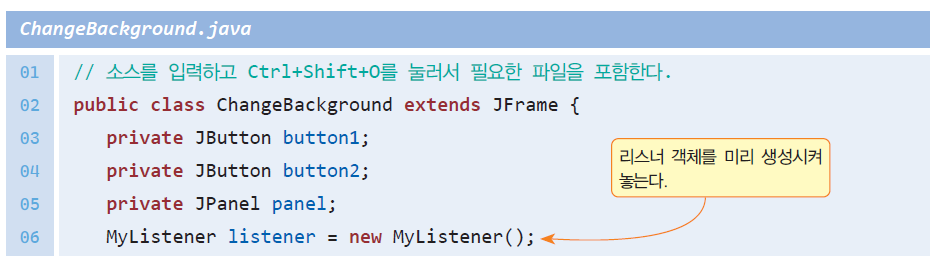 ChangeBackground.java
01 // 소스를 입력하고 Ctrl+Shift+O를 눌러서 필요한 파일을 포함한다.
02 public class ChangeBackground extends JFrame {
03 private JButton button1;
04 private JButton button2;
리스너 객체를 미리 생성시켜
놓는다.
05 private JPanel panel;
06 MyListener listener = new MyListener();